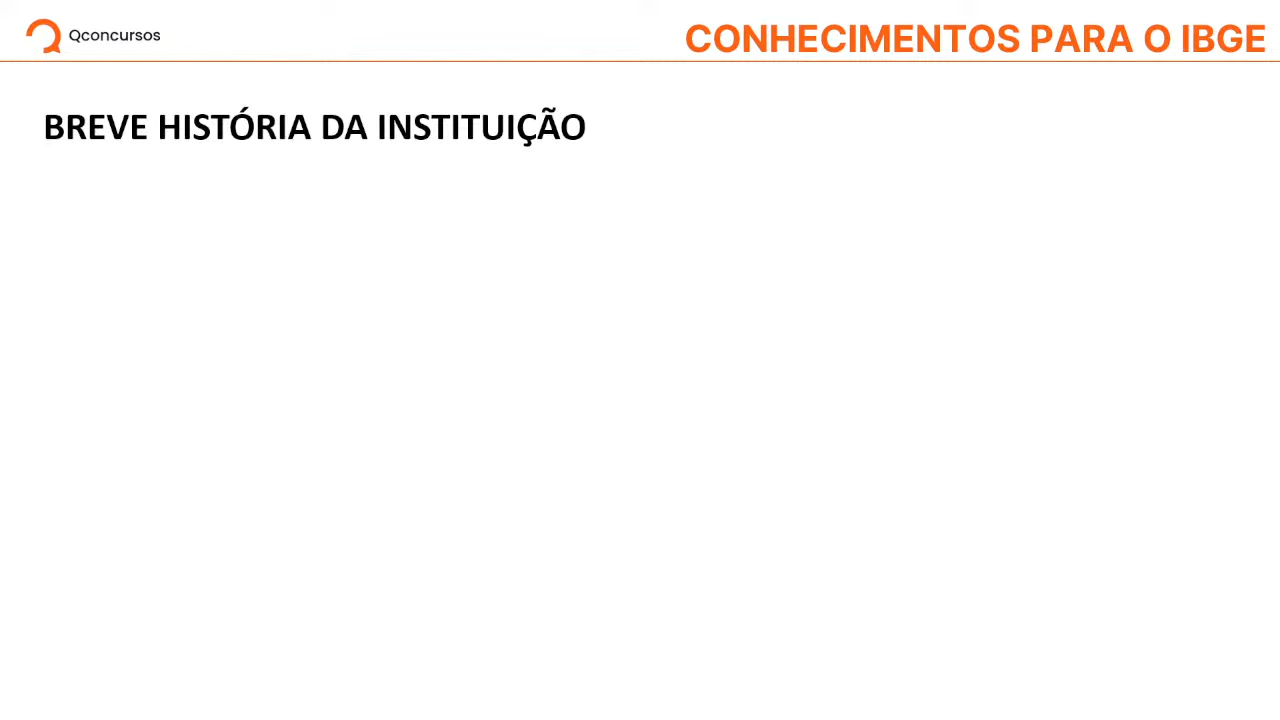 Qconcursos
CONHECIMENTOS PARA O IBGE
BREVE HISTÓRIA DA INSTITUIÇÃO